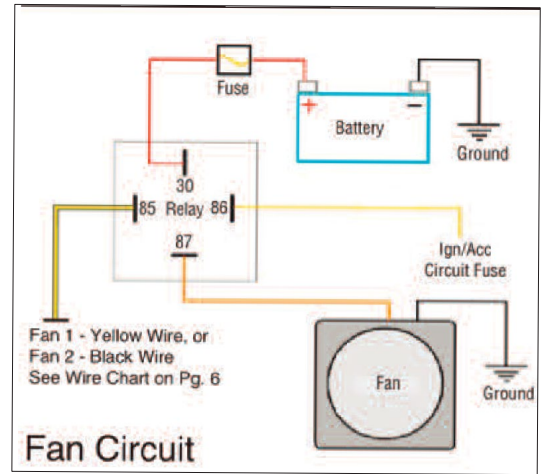 Fuse
+
−
Battery
Ground
30
85 Relay 86
87
Ign/Acc
Circuit Fuse
Fan 1 - Yellow Wire, or
Fan 2 - Black Wire
See Wire Chart on Pg. 6
Fan
Ground
Fan Circuit